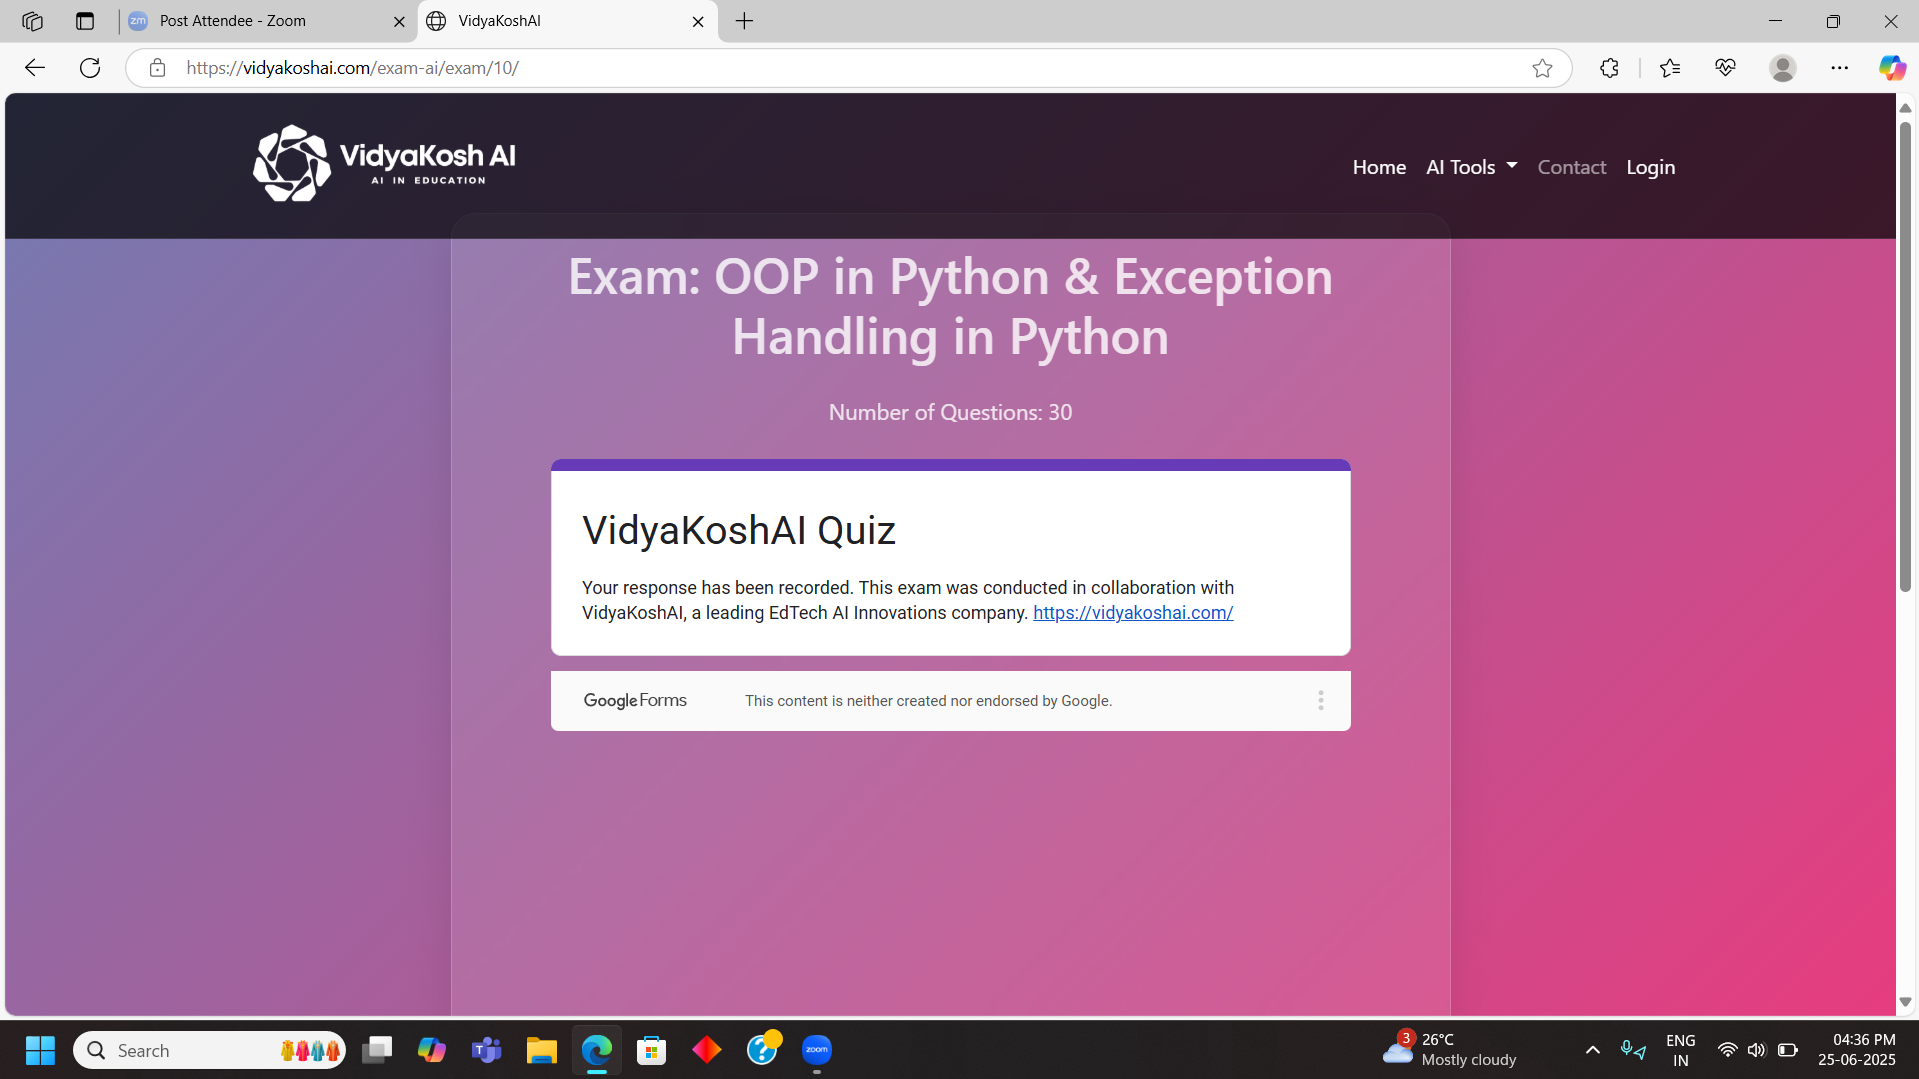 zm Post Attendee - Zoom
VidyaKoshAI
https://vidyakoshai.com/exam-ai/exam/10/
VidyaKosh AI
AI IN EDUCATION
Home AI Tools Contact Login
Exam: OOP in Python & Exception
Handling in Python
Number of Questions: 30
VidyaKoshAI Quiz
Your response has been recorded. This exam was conducted in collaboration with
VidyaKoshAI, a leading EdTech AI Innovations company. https://vidyakoshai.com/
Google Forms This content is neither created nor endorsed by Google.
Search
zoom
3
26°C
Mostly cloudy
ENG
IN
04:36 PM
25-06-2025